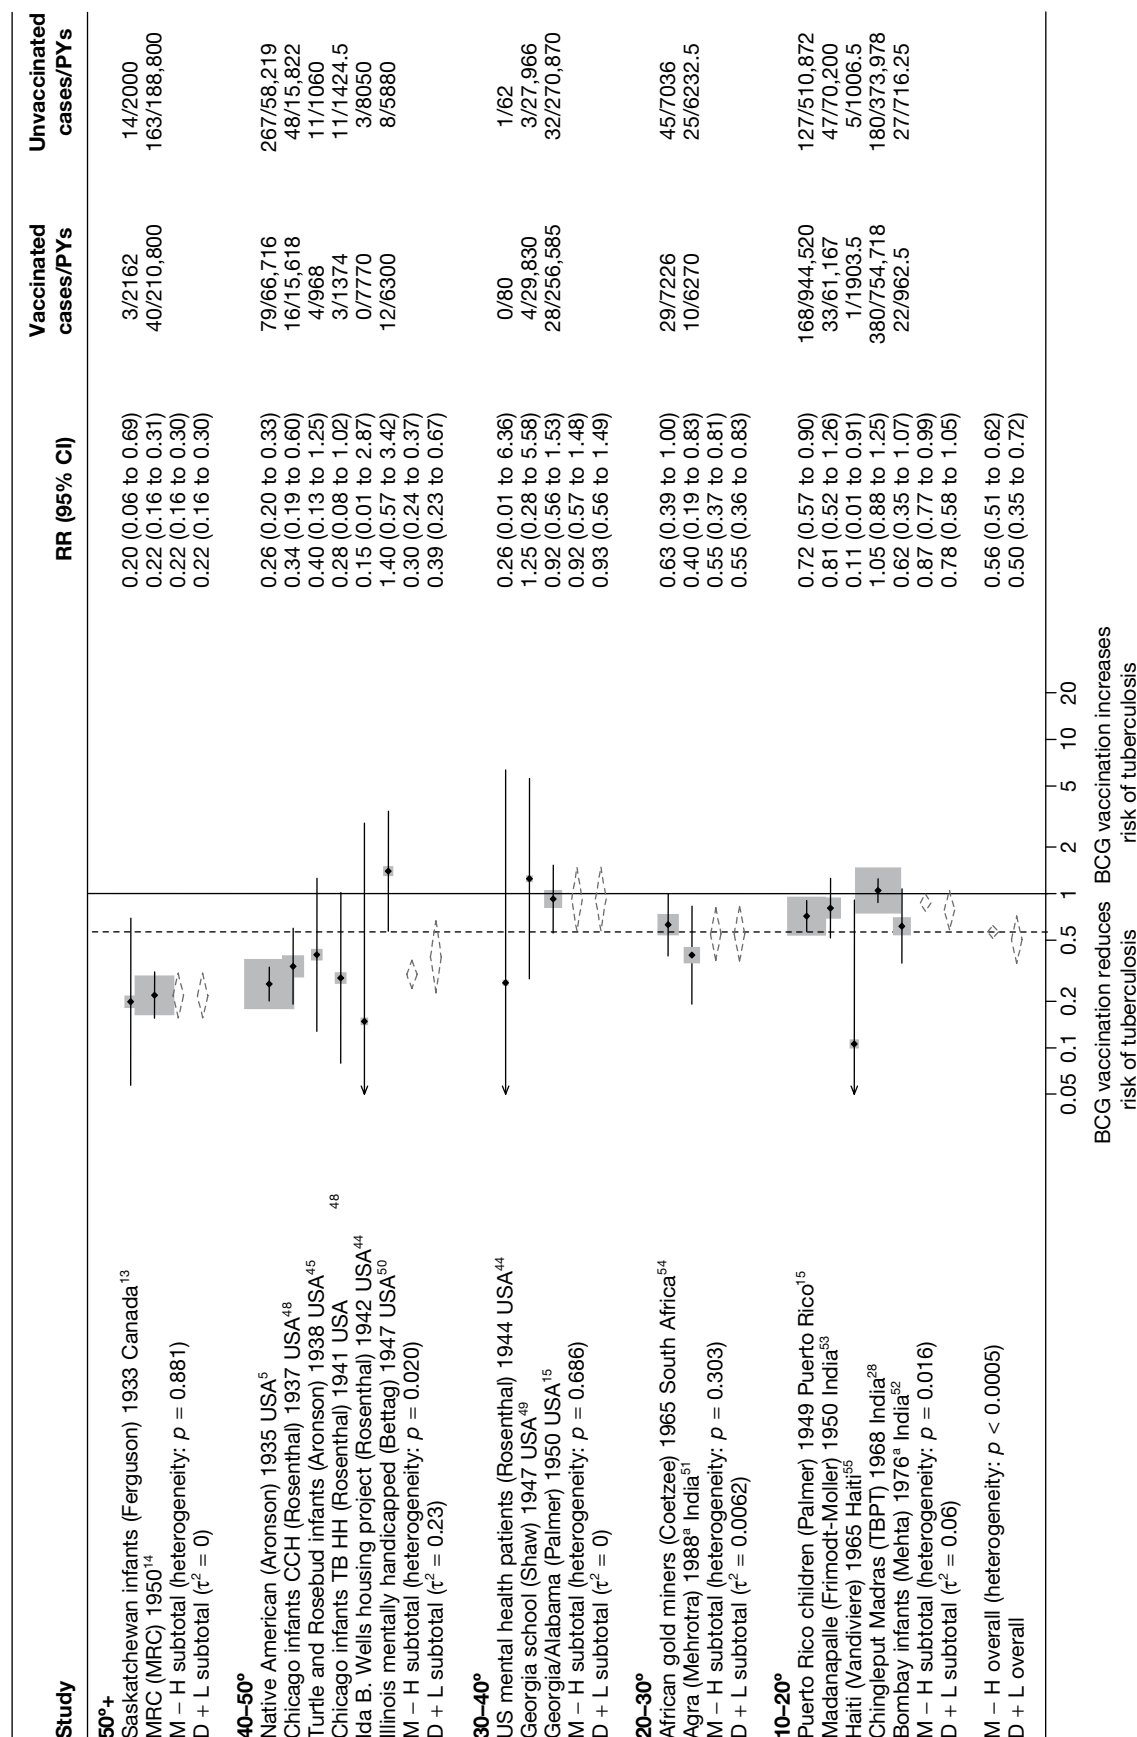 Study RR (95% CI) Vaccinated cases/PYs Unvaccinated cases/PYs
50º+
Saskatchewan infants (Ferguson) 1933 Canada13 0.20 (0.06 to 0.69) 3/2162 14/2000
MRC (MRC) 195014 0.22 (0.16 to 0.31) 40/210,800 163/188,800
M – H subtotal (heterogeneity: p = 0.881) 0.22 (0.16 to 0.30)
D + L subtotal (τ2 = 0) 0.22 (0.16 to 0.30)
40–50º
Native American (Aronson) 1935 USA5 0.26 (0.20 to 0.33) 79/66,716 267/58,219
Chicago infants CCH (Rosenthal) 1937 USA48 0.34 (0.19 to 0.60) 16/15,618 48/15,822
Turtle and Rosebud infants (Aronson) 1938 USA45 0.40 (0.13 to 1.25) 4/968 11/1060
Chicago infants TB HH (Rosenthal) 1941 USA 48 0.28 (0.08 to 1.02) 3/1374 11/1424.5
Ida B. Wells housing project (Rosenthal) 1942 USA44 0.15 (0.01 to 2.87) 0/7770 3/8050
Illinois mentally handicapped (Bettag) 1947 USA50 1.40 (0.57 to 3.42) 12/6300 8/5880
M – H subtotal (heterogeneity: p = 0.020) 0.30 (0.24 to 0.37)
D + L subtotal (τ2 = 0.23) 0.39 (0.23 to 0.67)
30–40º
US mental health patients (Rosenthal) 1944 USA44 0.26 (0.01 to 6.36) 0/80 1/62
Georgia school (Shaw) 1947 USA49 1.25 (0.28 to 5.58) 4/29,830 3/27,966
Georgia/Alabama (Palmer) 1950 USA15 0.92 (0.56 to 1.53) 28/256,585 32/270,870
M – H subtotal (heterogeneity: p = 0.686) 0.92 (0.57 to 1.48)
D + L subtotal (τ2 = 0) 0.93 (0.56 to 1.49)
20–30º
African gold miners (Coetzee) 1965 South Africa54 0.63 (0.39 to 1.00) 29/7226 45/7036
Agra (Mehrotra) 1988a India51 0.40 (0.19 to 0.83) 10/6270 25/6232.5
M – H subtotal (heterogeneity: p = 0.303) 0.55 (0.37 to 0.81)
D + L subtotal (τ2 = 0.0062) 0.55 (0.36 to 0.83)
10–20º
Puerto Rico children (Palmer) 1949 Puerto Rico15 0.72 (0.57 to 0.90) 168/944,520 127/510,872
Madanapalle (Frimodt-Moller) 1950 India53 0.81 (0.52 to 1.26) 33/61,167 47/70,200
Haiti (Vandiviere) 1965 Haiti55 0.11 (0.01 to 0.91) 1/1903.5 5/1006.5
Chingleput Madras (TBPT) 1968 India28 1.05 (0.88 to 1.25) 380/754,718 180/373,978
Bombay infants (Mehta) 1976a India52 0.62 (0.35 to 1.07) 22/962.5 27/716.25
M – H subtotal (heterogeneity: p = 0.016) 0.87 (0.77 to 0.99)
D + L subtotal (τ2 = 0.06) 0.78 (0.58 to 1.05)
M – H overall (heterogeneity: p < 0.0005) 0.56 (0.51 to 0.62)
D + L overall 0.50 (0.35 to 0.72)
0.05 0.1 0.2 0.5 1 2 5 10 20
BCG vaccination reduces BCG vaccination increases
risk of tuberculosis risk of tuberculosis